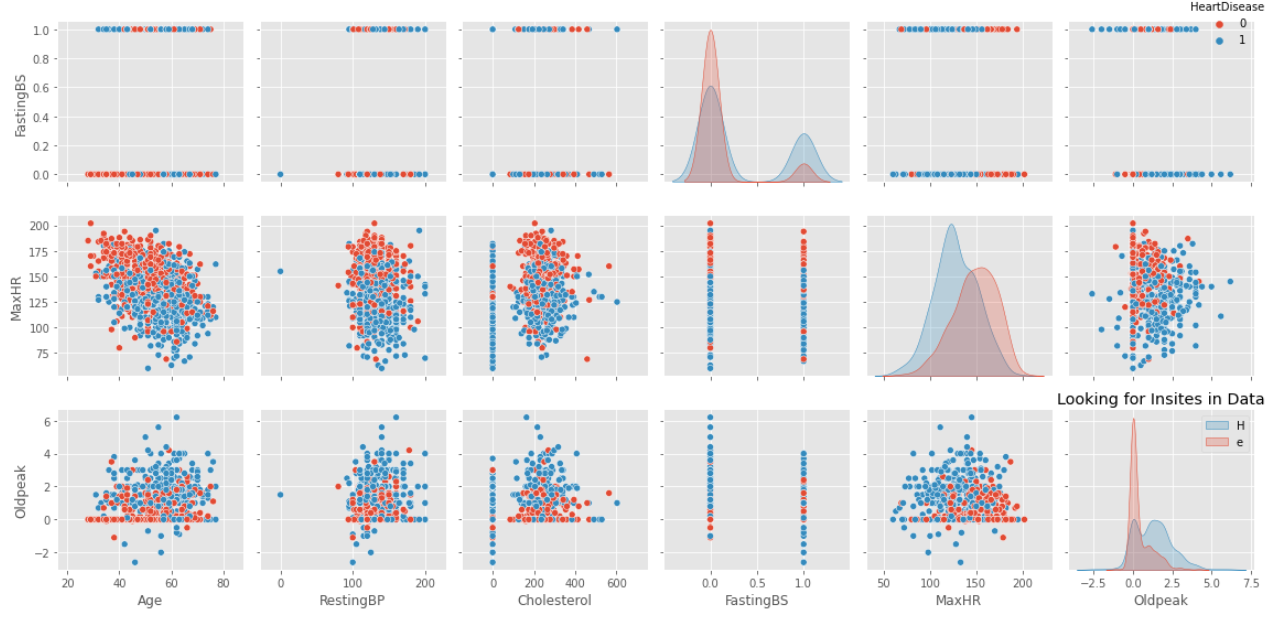 HeartDisease
0
1
FastingBS
1.0
0.8
0.6
0.4
0.2
0.0
MaxHR
200
175
150
125
100
75
Looking for Insites in Data
H
e
Oldpeak
6
4
2
0
−2
20 40 60 80
0 100 200
0 200 400 600
0.0 0.5 1.0
50 100 150 200
−2.5 0.0 2.5 5.0 7.5
Age RestingBP Cholesterol FastingBS MaxHR Oldpeak